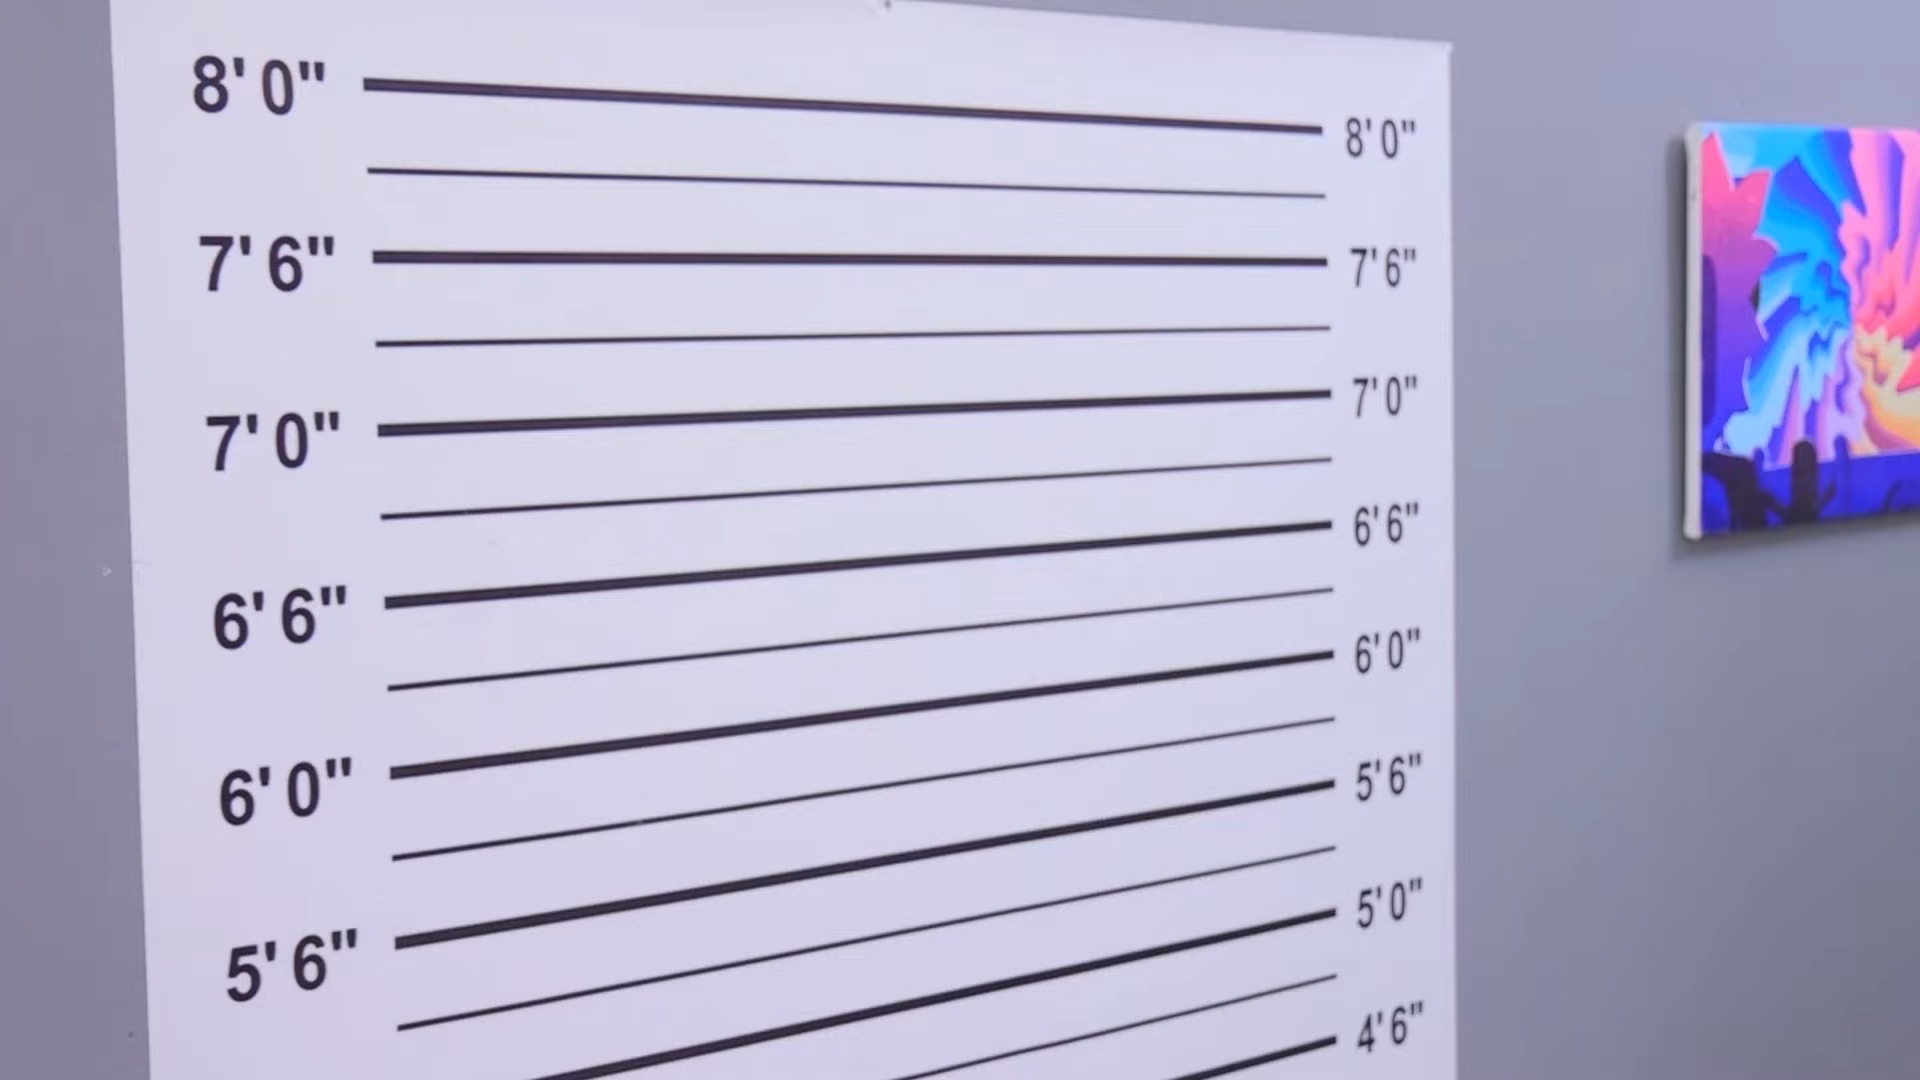 8' 0" 8' 0"
7' 6" 7' 6"
7' 0" 7' 0"
6' 6" 6' 6"
6' 0" 6' 0"
5' 6" 5' 6"
5' 0"
4' 6"